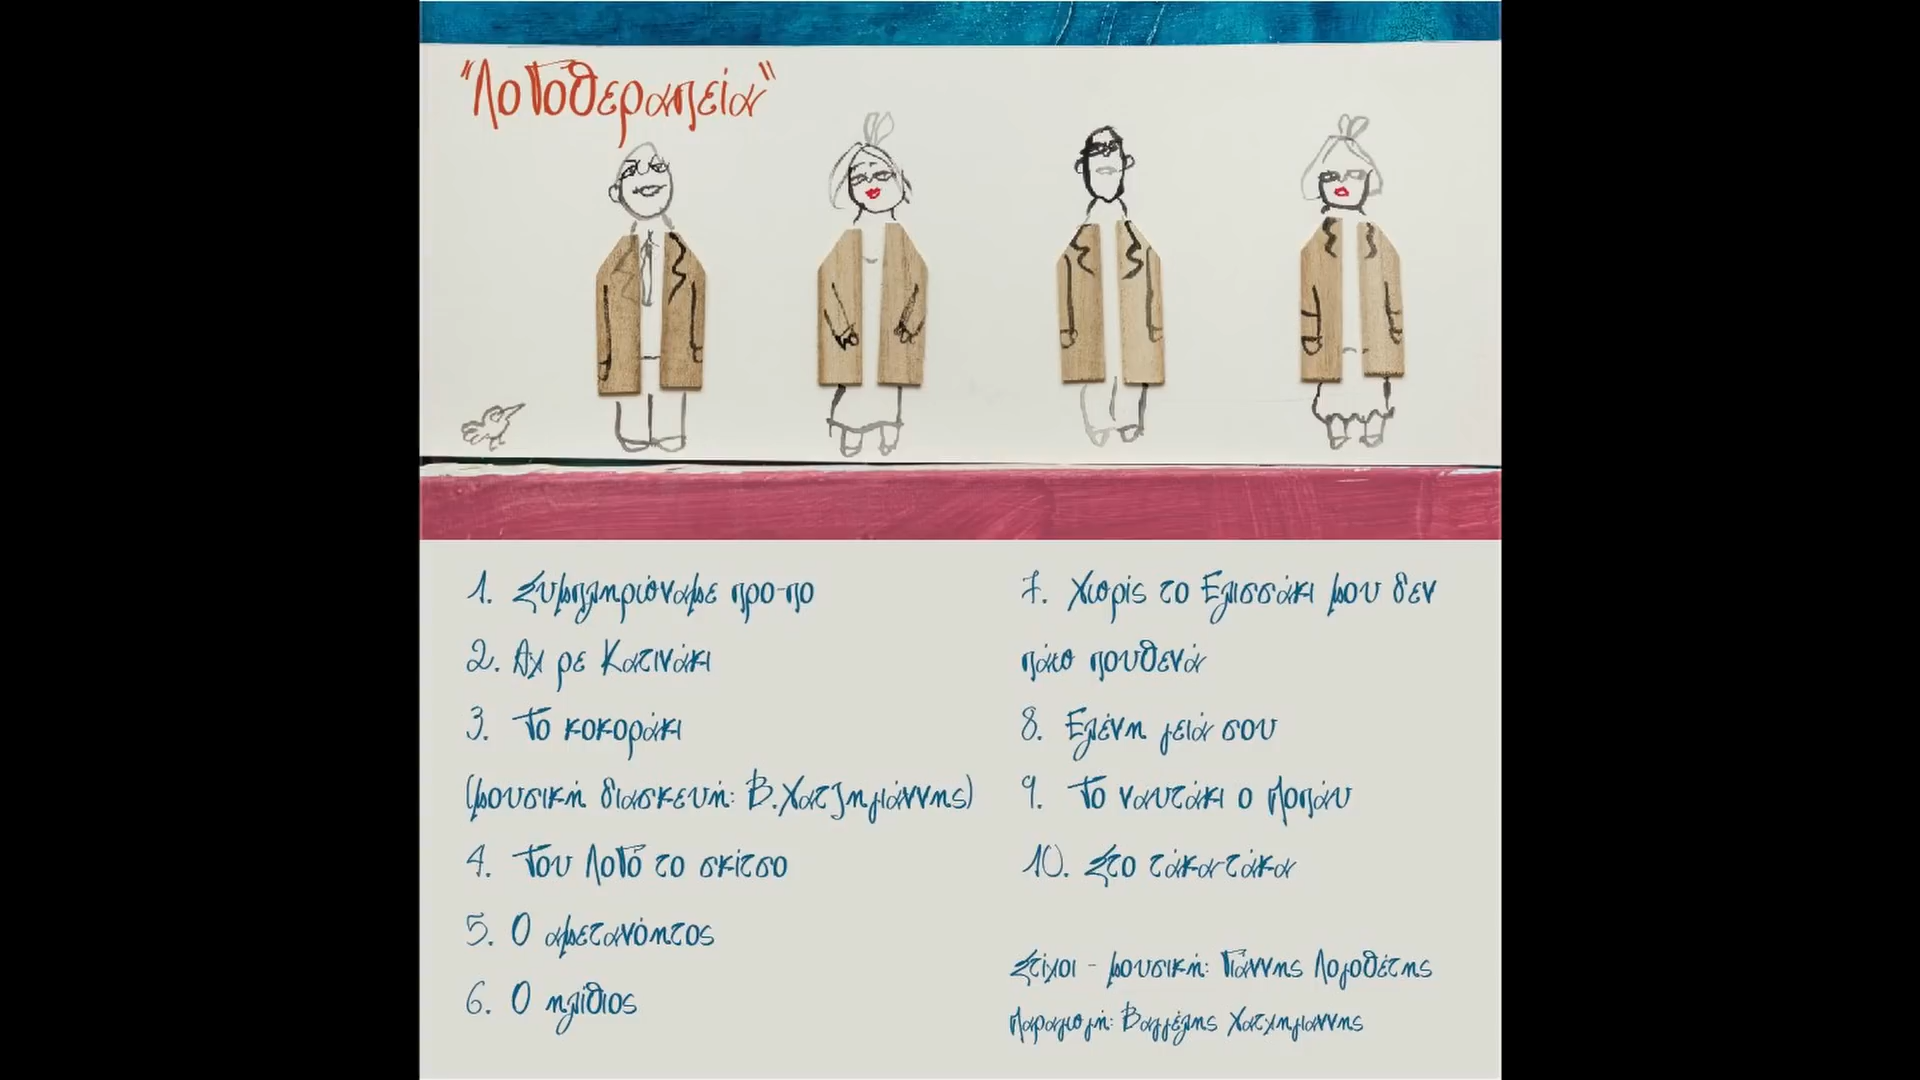 "ΛοΓοθεραπεία"
1. Συμπληρώναμε προ-πο
2. Αχ ρε Κατινάκι
3. Το κοκοράκι
(μουσική διασκευή: Β.Χατζηγιάννης)
4. Του ΛοΓό το σκίτσο
5. Ο αμετανόητος
6. Ο ηλίθιος
7. Χωρίς το Ελισσάκι μου δεν
πάω πουθενά
8. Ελένη γειά σου
9. Το ναυτάκι ο Ποπάυ
10. Στο τάκα-τάκα
Στίχοι - μουσική: Γιάννης Λογοθέτης
Παραγωγή: Βαγγέλης Χατχηγιαννης